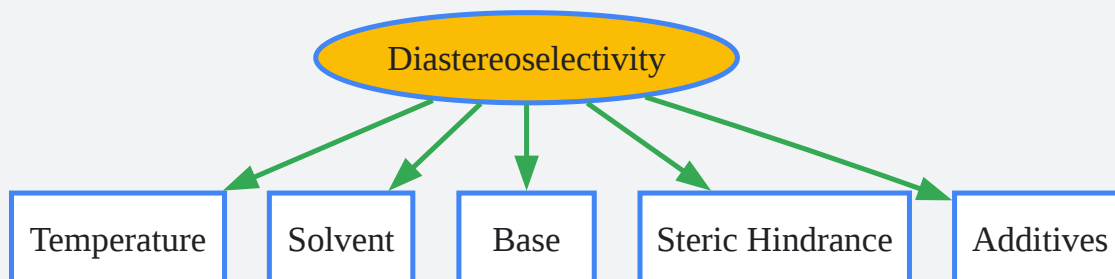 Diastereoselectivity
Temperature
Solvent
Base
Steric Hindrance
Additives